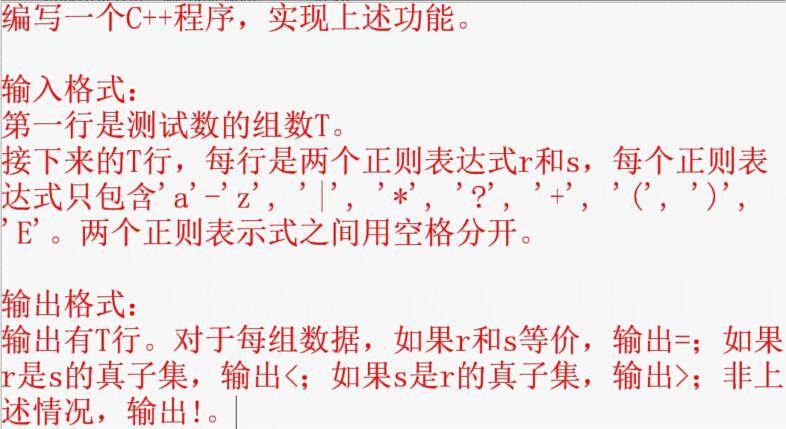 编写一个C++程序，实现上述功能。
输入格式：
第一行是测试数的组数T。
接下来的T行，每行是两个正则表达式r和s，每个正则表
达式只包含'a'-'z', '|', '*', '?', '+', '(', ')',
'E'。两个正则表示式之间用空格分开。
输出格式：
输出有T行。对于每组数据，如果r和s等价，输出=；如果
r是s的真子集，输出<；如果s是r的真子集，输出>；非上
述情况，输出!。